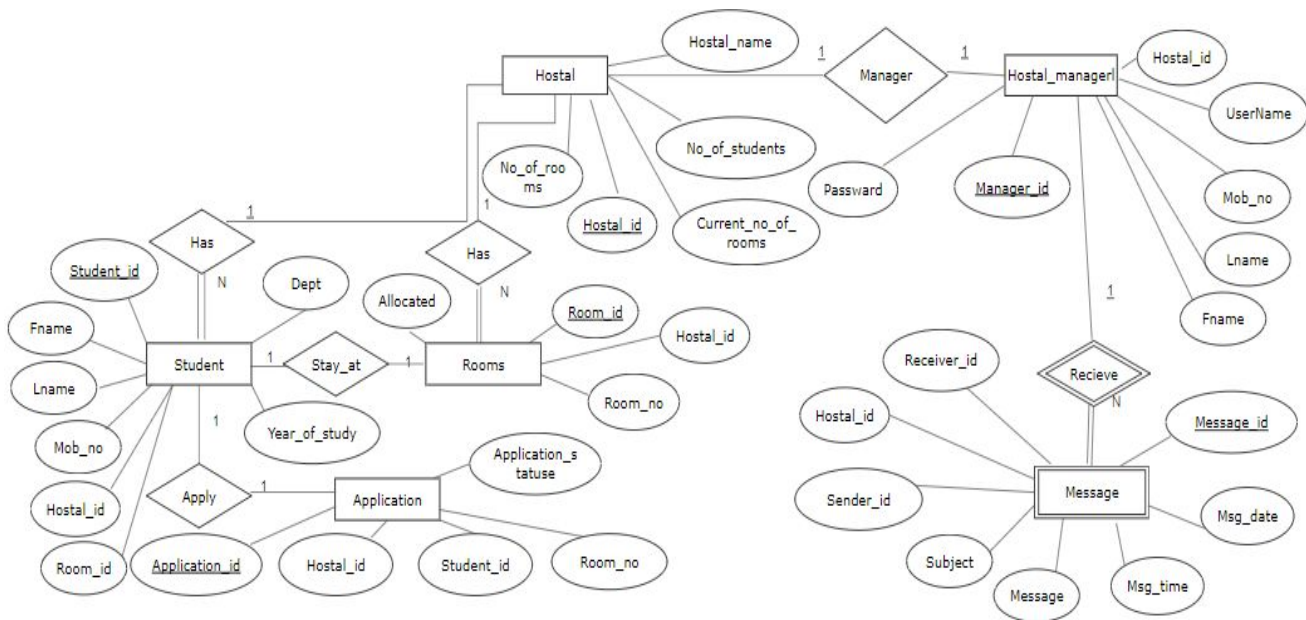 Hostal_name
Hostal
1
Manager
1
Hostal_managerl
Hostal_id
UserName
No_of_students
No_of_roo
ms
Hostal_id
Current_no_of_
rooms
Passward
Manager_id
Mob_no
Lname
Fname
1
Has
N
1
Has
N
Student_id
Dept
Fname
Student
Lname
Mob_no
Hostal_id
Room_id
Year_of_study
1
Stay_at
1
Allocated
Rooms
Room_id
Hostal_id
Room_no
1
Apply
1
Application
Application_s
tatuse
Application_id
Hostal_id
Student_id
Room_no
1
Recieve
N
Receiver_id
Hostal_id
Sender_id
Subject
Message
Message
Message_id
Msg_date
Msg_time